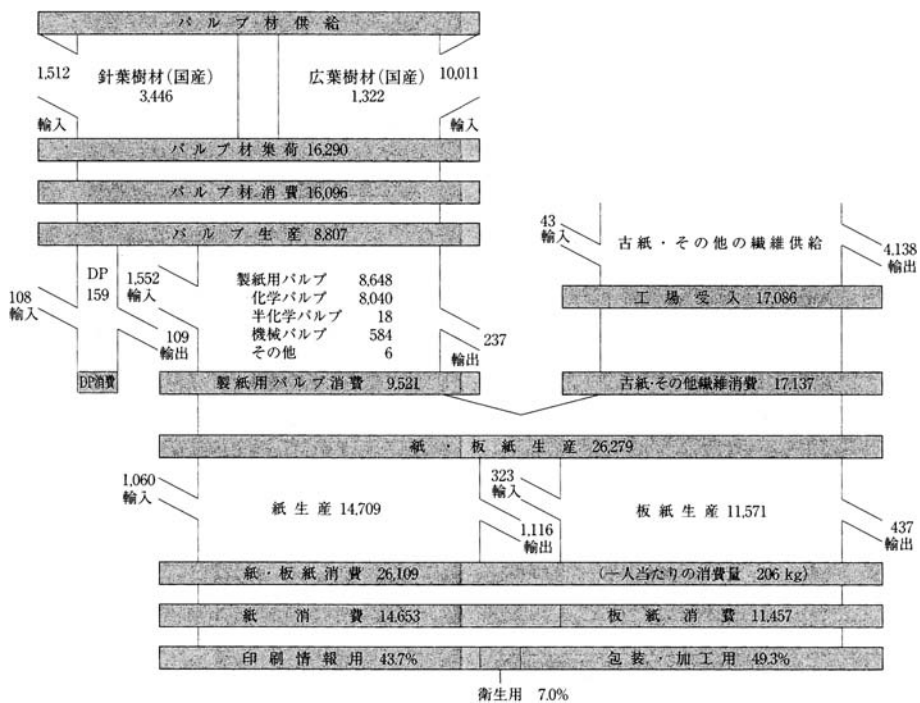 パルプ材供給
1,512
針葉樹材(国産)
3,446
広葉樹材(国産)
1,322
10,011
輸入
輸入
パルプ材集荷 16,290
パルプ材消費 16,096
パルプ生産 8,807
DP
159
108
輸入
109
輸出
1,552
輸入
製紙用パルプ 8,648
化学パルプ 8,040
半化学パルプ 18
機械パルプ 584
その他 6
237
輸出
43
輸入
古紙・その他の繊維供給
4,138
輸出
工場受入 17,086
DP消費
製紙用パルプ消費 9,521
古紙・その他繊維消費 17,137
紙・板紙生産 26,279
1,060
輸入
紙生産 14,709
1,116
輸出
323
輸入
板紙生産 11,571
437
輸出
紙・板紙消費 26,109
(一人当たりの消費量 206 kg)
紙消費 14,653
板紙消費 11,457
印刷情報用 43.7%
包装・加工用 49.3%
衛生用 7.0%